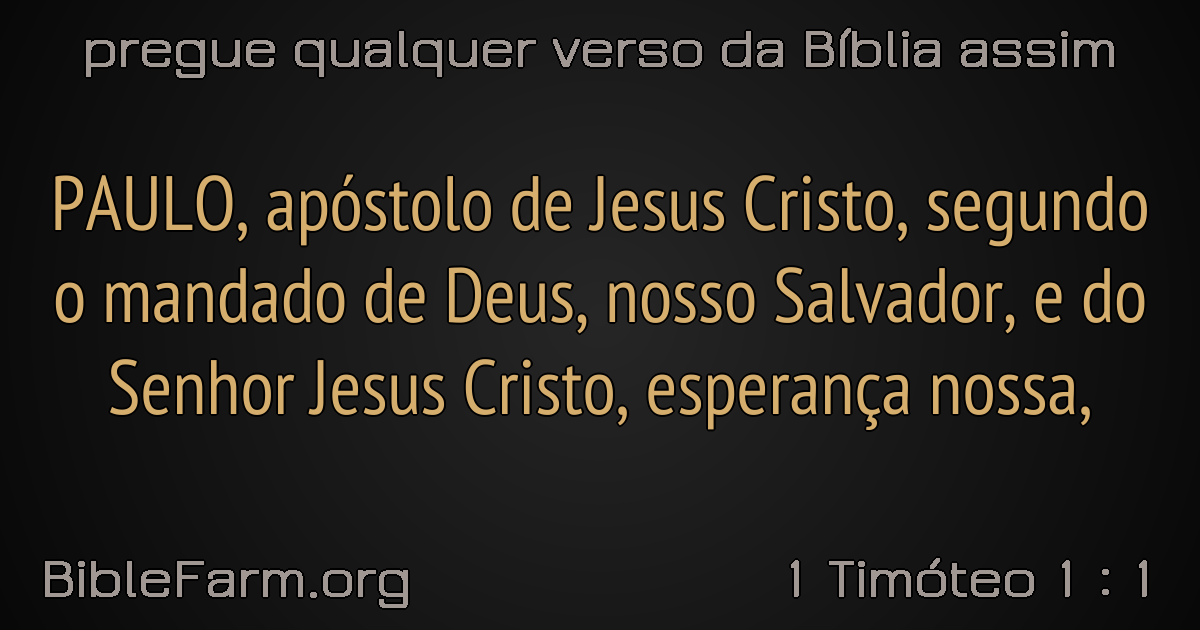 pregue qualquer verso da Bíblia assim
PAULO, apóstolo de Jesus Cristo, segundo
o mandado de Deus, nosso Salvador, e do
Senhor Jesus Cristo, esperança nossa,
BibleFarm.org
1 Timóteo 1 : 1